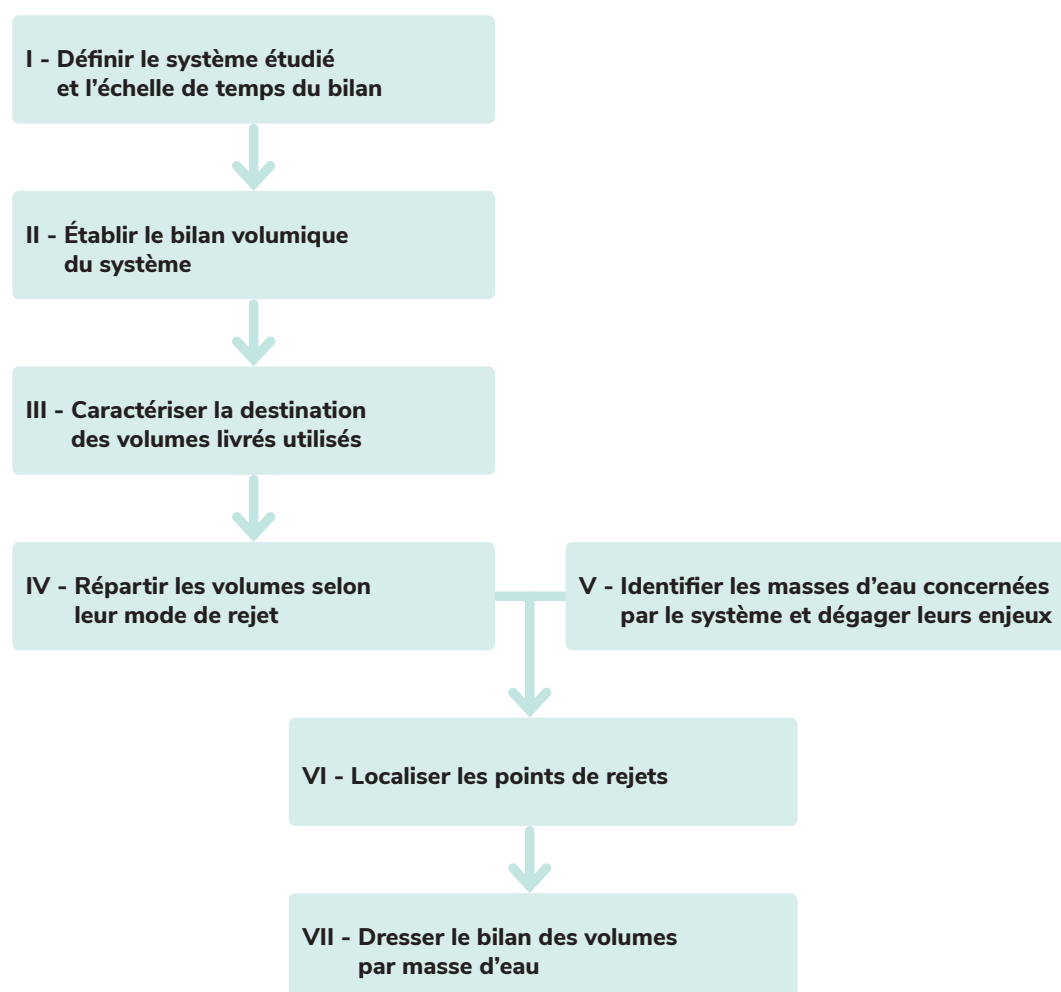 I - Définir le système étudié
et l’échelle de temps du bilan
II - Établir le bilan volumique
du système
III - Caractériser la destination
des volumes livrés utilisés
IV - Répartir les volumes selon
leur mode de rejet
V - Identifier les masses d’eau concernées
par le système et dégager leurs enjeux
VI - Localiser les points de rejets
VII - Dresser le bilan des volumes
par masse d’eau